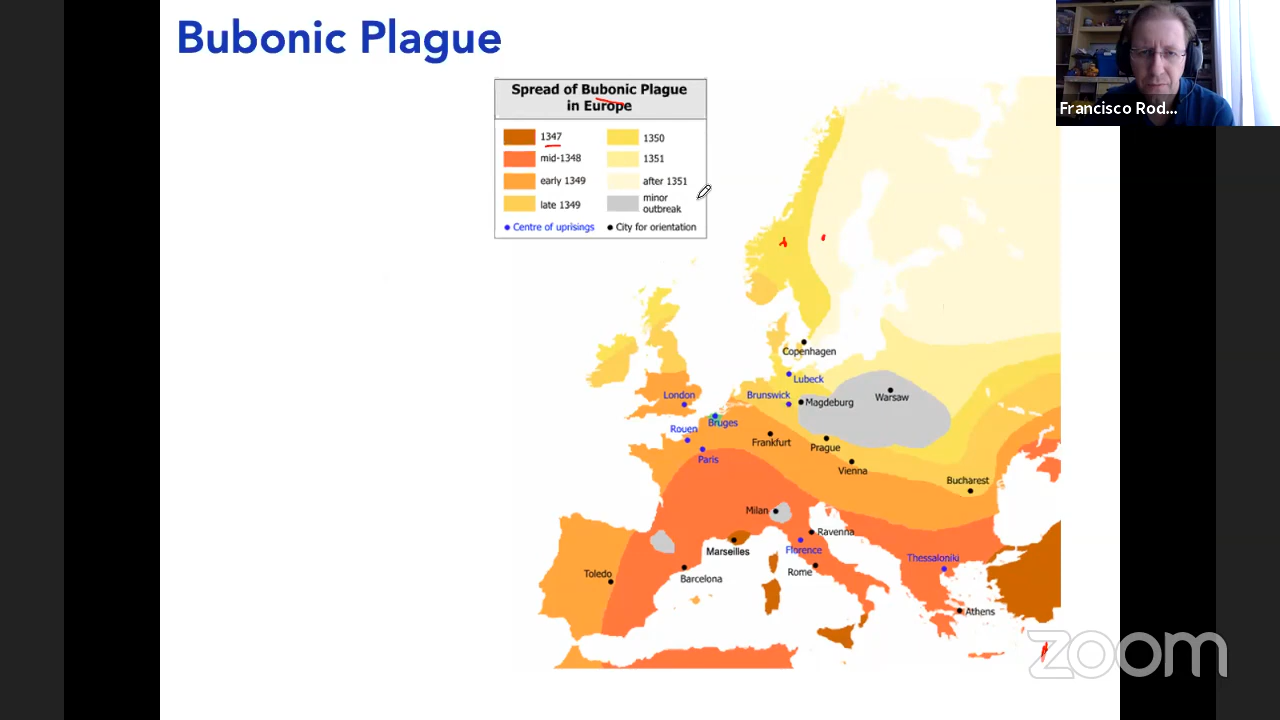 Bubonic Plague
Francisco Rod...
Spread of Bubonic Plague
in Europe
1347
mid-1348
early 1349
late 1349
1350
1351
after 1351
minor
outbreak
Centre of uprisings
City for orientation
Copenhagen
Lubeck
Brunswick
Magdeburg
Warsaw
London
Bruges
Rouen
Paris
Frankfurt
Prague
Vienna
Bucharest
Milan
Ravenna
Marseilles
Florence
Thessaloniki
Toledo
Barcelona
Rome
Athens
zoom